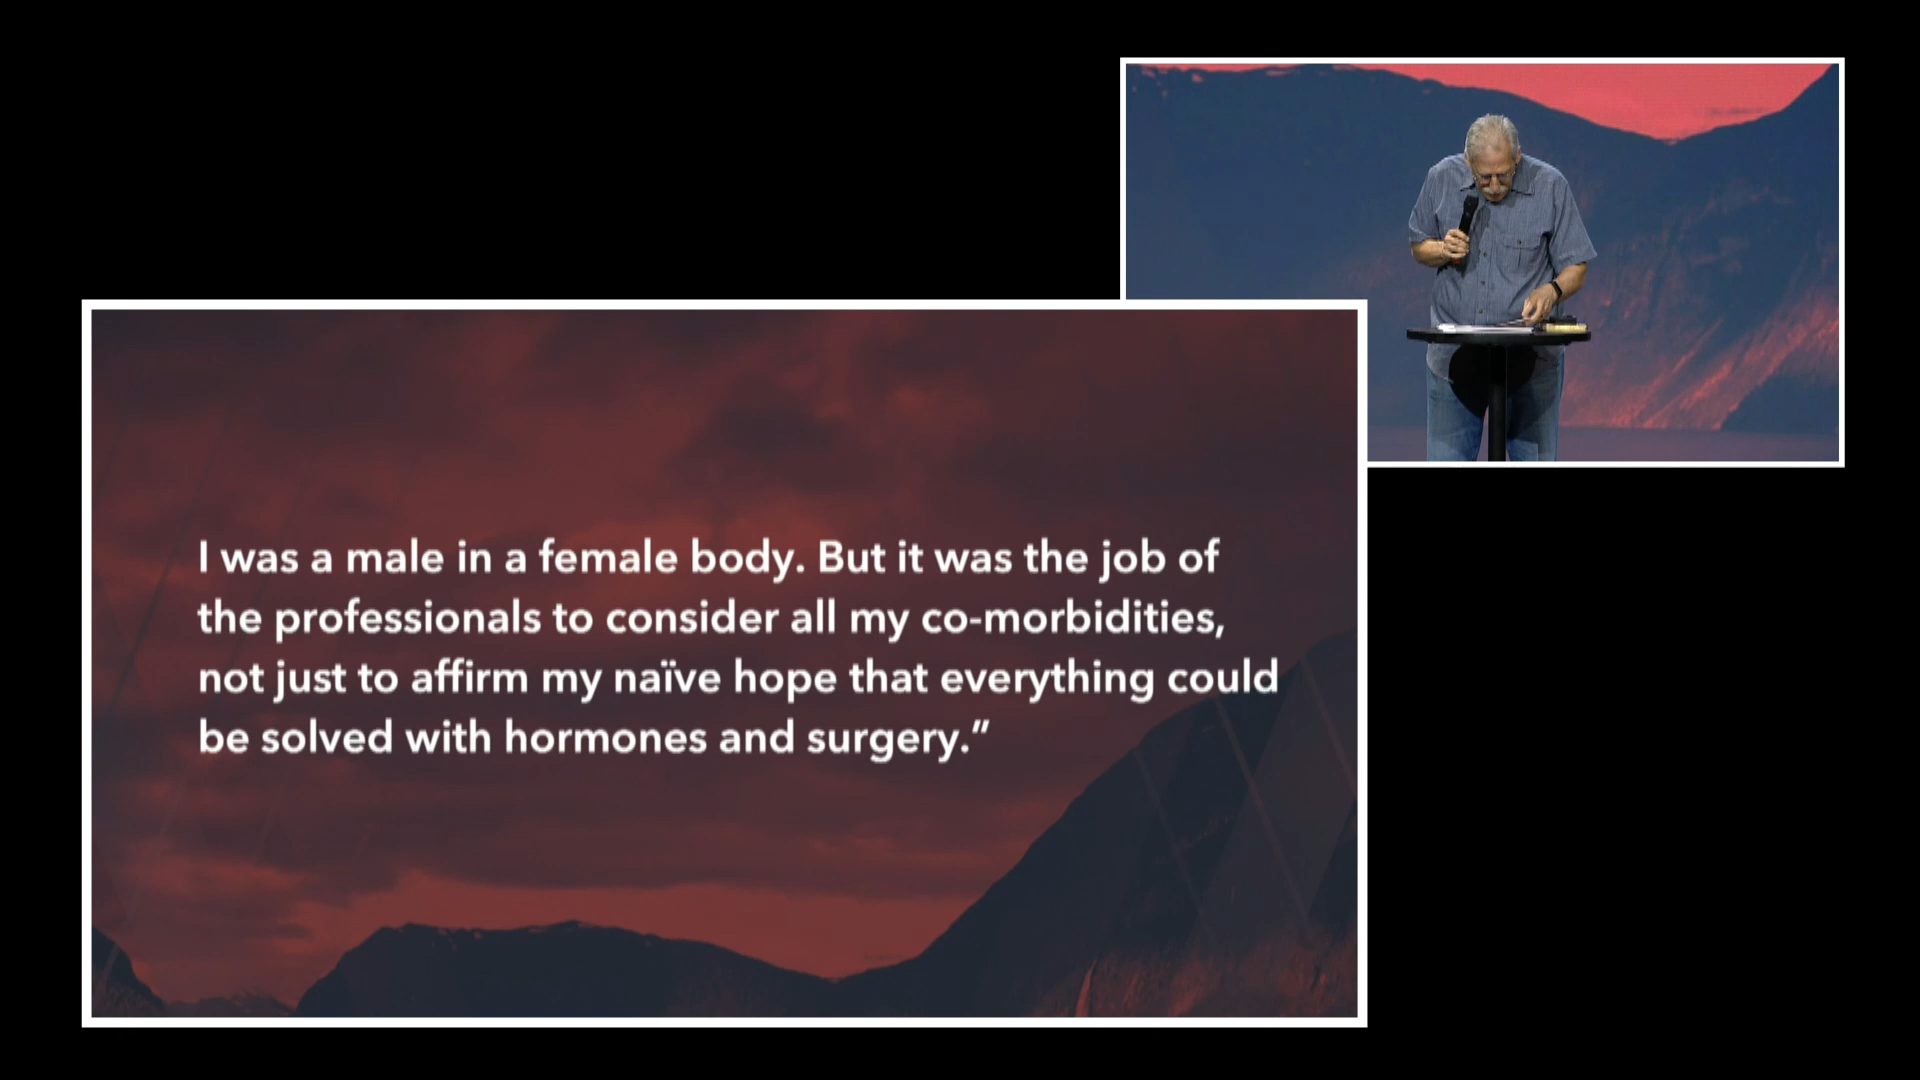 I was a male in a female body. But it was the job of
the professionals to consider all my co-morbidities,
not just to affirm my naïve hope that everything could
be solved with hormones and surgery.”